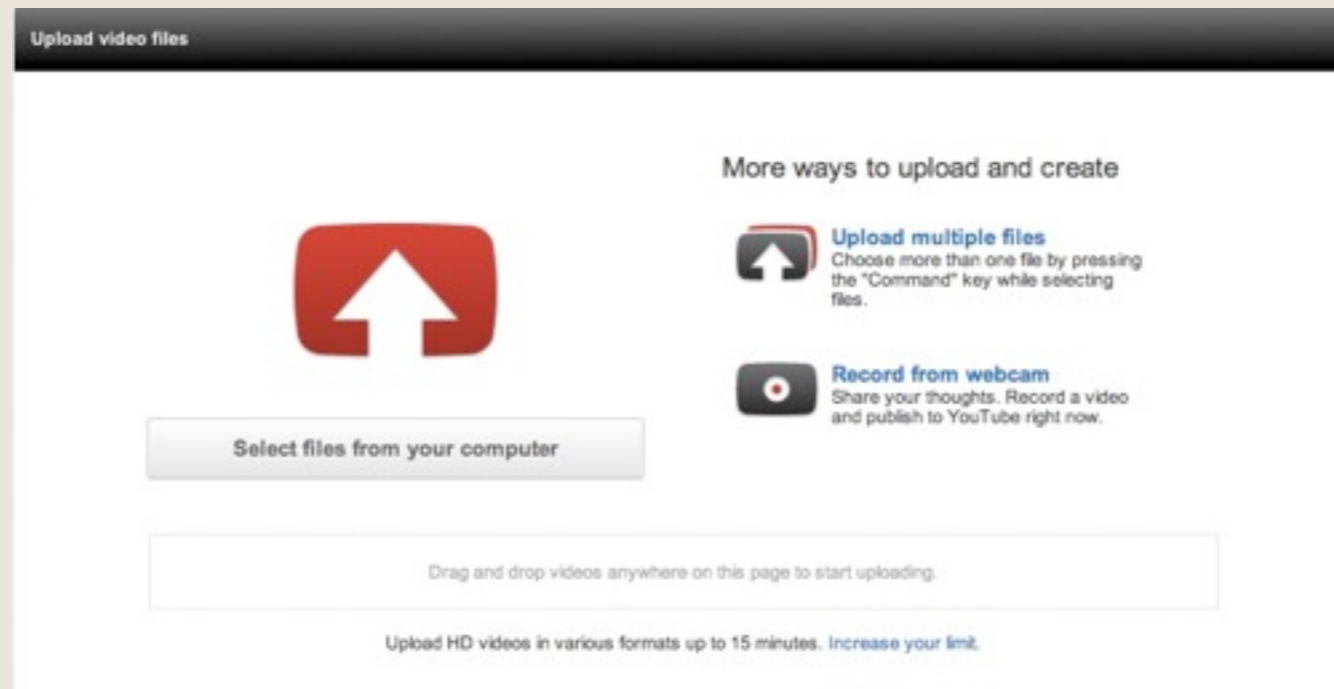 Upload video files
More ways to upload and create
Upload multiple files
Choose more than one file by pressing
the "Command" key while selecting
files.
Record from webcam
Share your thoughts. Record a video
and publish to YouTube right now.
Select files from your computer
Drag and drop videos anywhere on this page to start uploading.
Upload HD videos in various formats up to 15 minutes. Increase your limit.